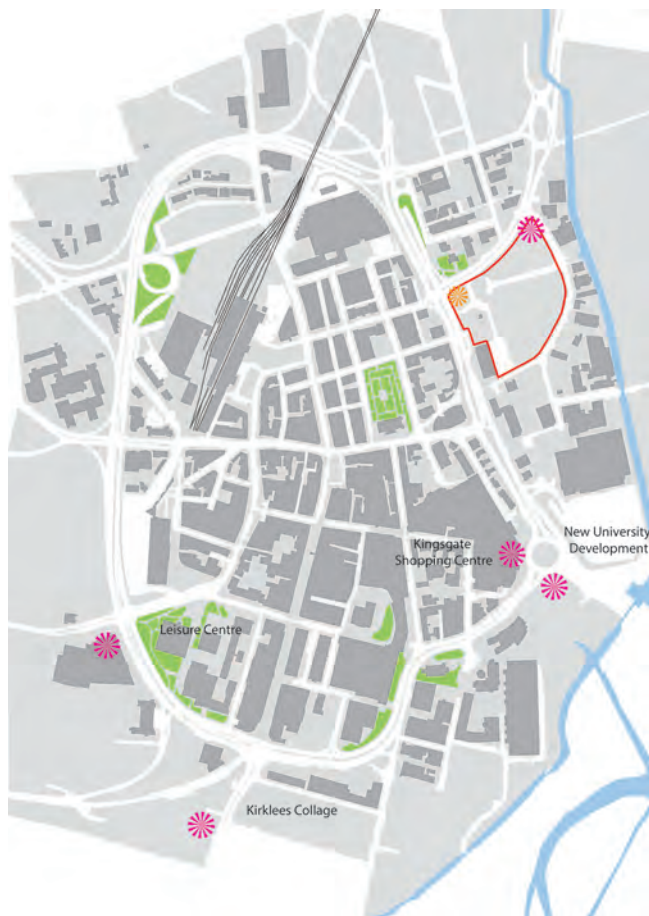 New University
Development
Kingsgate
Shopping Centre
Leisure Centre
Kirklees Collage